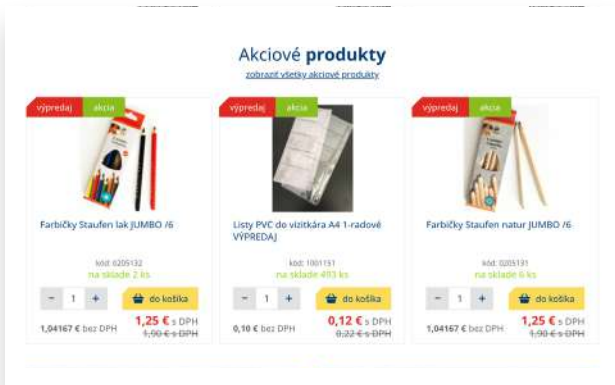 Akciové produkty
zobraziť všetky akciové produkty
výpredaj akcia
Farbičky Staufen lak JUMBO /6
kód: 0205132
na sklade 2 ks
- 1 + do košíka
1,04167 € bez DPH
1,25 € s DPH
1,90 € s DPH
výpredaj akcia
Listy PVC do vizitkára A4 1-radové
VÝPREDAJ
kód: 1001151
na sklade 493 ks
- 1 + do košíka
0,10 € bez DPH
0,12 € s DPH
0,22 € s DPH
výpredaj akcia
Farbičky Staufen natur JUMBO /6
kód: 0205131
na sklade 6 ks
- 1 + do košíka
1,04167 € bez DPH
1,25 € s DPH
1,90 € s DPH